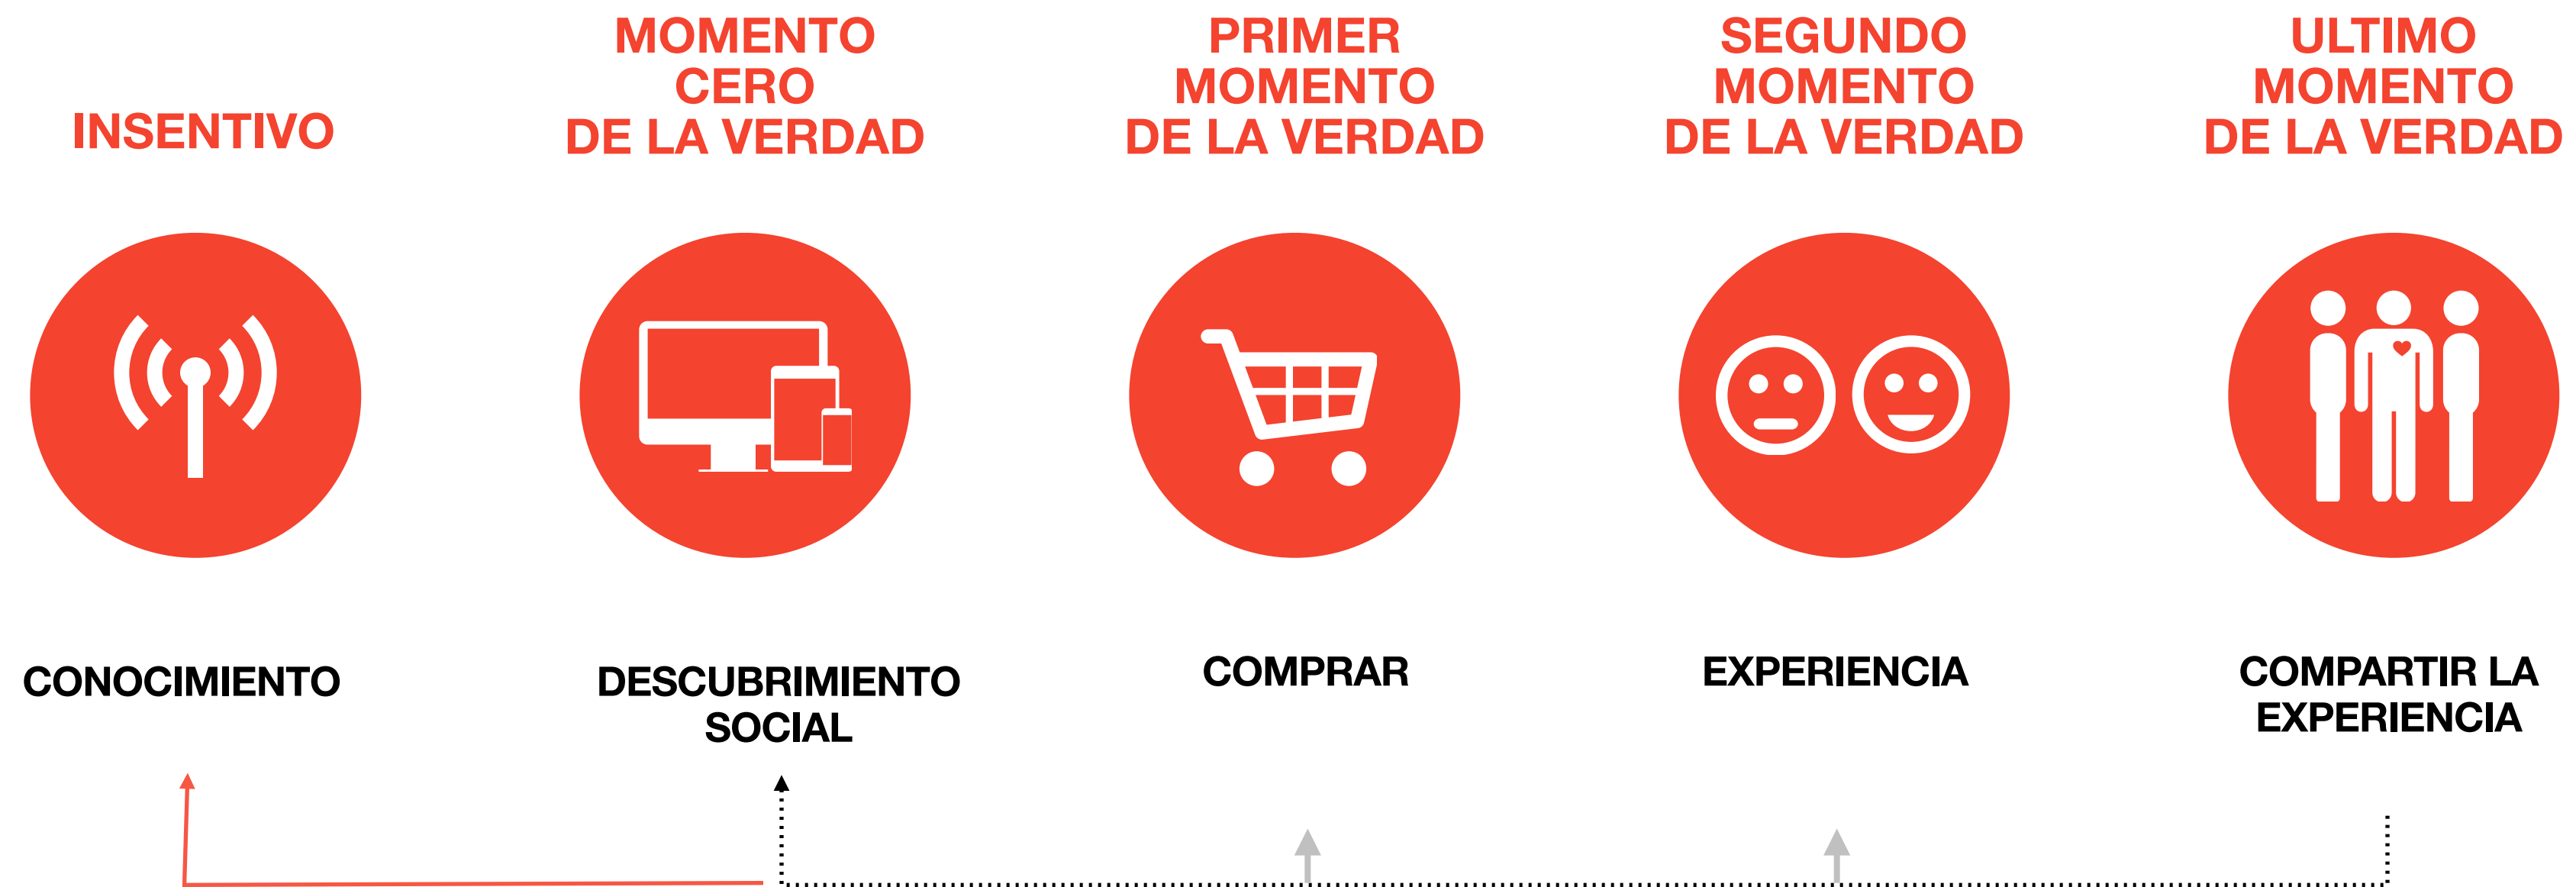 INSENTIVO
MOMENTO
CERO
DE LA VERDAD
PRIMER
MOMENTO
DE LA VERDAD
SEGUNDO
MOMENTO
DE LA VERDAD
ULTIMO
MOMENTO
DE LA VERDAD
CONOCIMIENTO
DESCUBRIMIENTO
SOCIAL
COMPRAR
EXPERIENCIA
COMPARTIR LA
EXPERIENCIA